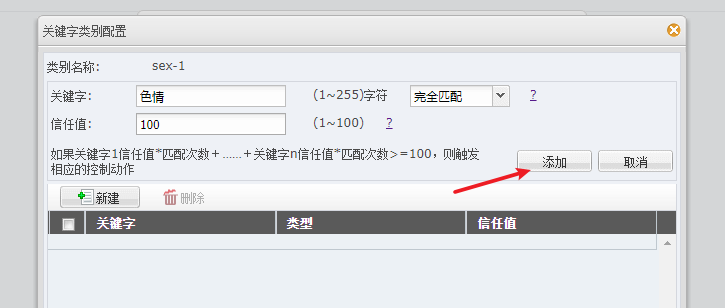 关键字类别配置
类别名称: sex-1
关键字: 色情 (1~255)字符 完全匹配 ?
信任值: 100 (1~100) ?
如果关键字1信任值*匹配次数+……+关键字n信任值*匹配次数>=100，则触发
相应的控制动作
添加 取消
新建 删除
关键字 类型 信任值